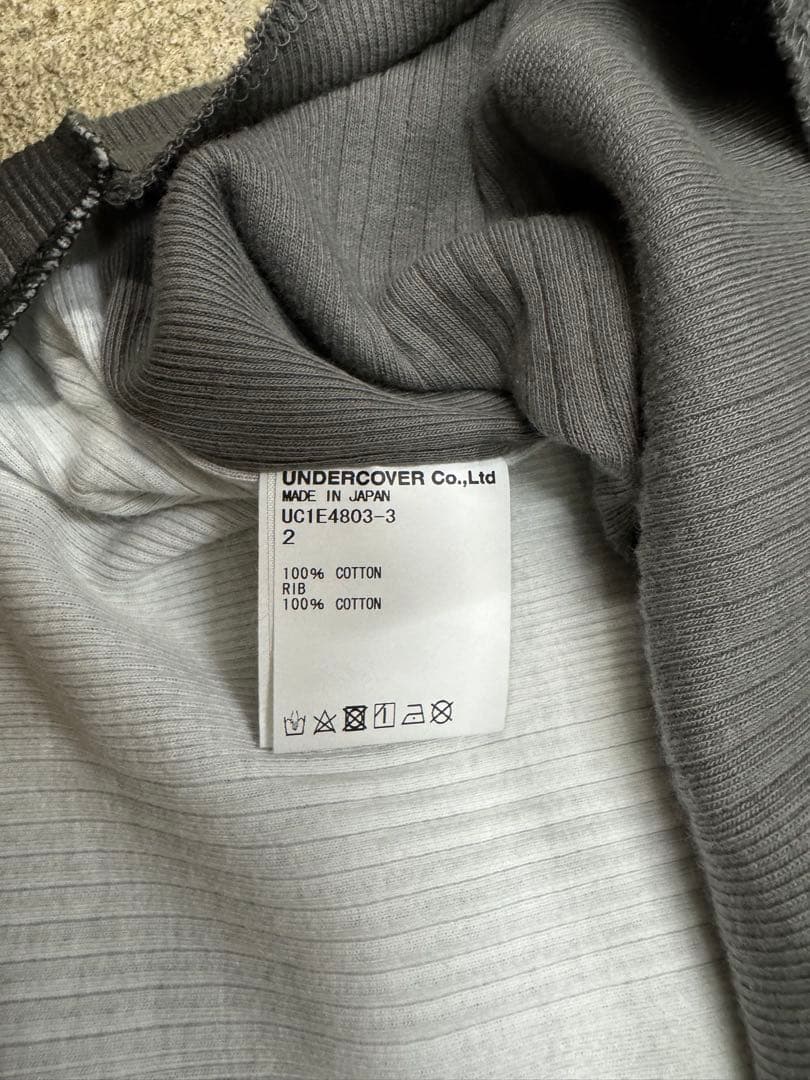 UNDERCOVER Co.,Ltd
MADE IN JAPAN
UC1E4803-3
2
100% COTTON
RIB
100% COTTON